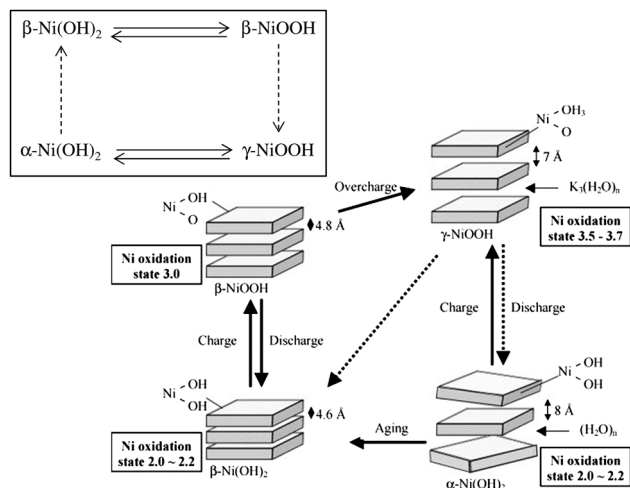 β-Ni(OH)2 β-NiOOH
α-Ni(OH)2 γ-NiOOH
Ni
OH3
O
7 Å
K3(H2O)n
γ-NiOOH
Ni oxidation
state 3.5 - 3.7
Overcharge
Ni
OH
O
4.8 Å
Ni oxidation
state 3.0
β-NiOOH
Charge Discharge
Charge Discharge
Ni
OH
OH
4.6 Å
Ni oxidation
state 2.0 ~ 2.2
β-Ni(OH)2
Aging
Ni
OH
OH
8 Å
(H2O)n
Ni oxidation
state 2.0 ~ 2.2
α-Ni(OH)2